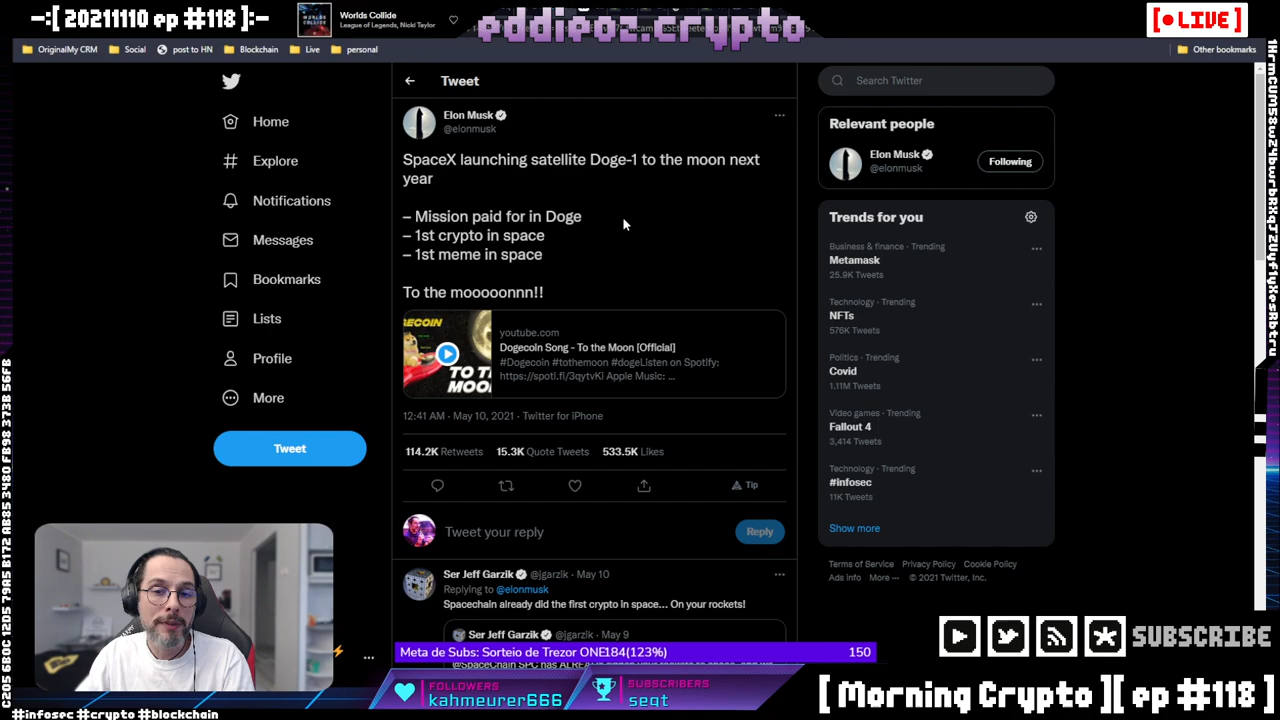 -:[ 20211110 ep #118 ]:-
Worlds Collide
League of Legends, Nicki Taylor
eddieoz.crypto
[● LIVE ]
OriginalMy CRM
Social
post to HN
Blockchain
Live
personal
Other bookmarks
Home
Explore
Notifications
Messages
Bookmarks
Lists
Profile
More
Tweet
Tweet
Elon Musk
@elonmusk
SpaceX launching satellite Doge-1 to the moon next
year
– Mission paid for in Doge
– 1st crypto in space
– 1st meme in space
To the mooooonnn!!
ECOIN
TO T
MOO
youtube.com
Dogecoin Song - To the Moon [Official]
#Dogecoin #tothemoon #dogeListen on Spotify:
https://spoti.fi/3qytvKi Apple Music: ...
12:41 AM · May 10, 2021 · Twitter for iPhone
114.2K Retweets 15.3K Quote Tweets 533.5K Likes
Tip
Tweet your reply
Reply
Ser Jeff Garzik @jgarzik · May 10
Replying to @elonmusk
Spacechain already did the first crypto in space... On your rockets!
Ser Jeff Garzik @jgarzik · May 9
Search Twitter
Relevant people
Elon Musk
@elonmusk
Following
Trends for you
Business & finance · Trending
Metamask
25.9K Tweets
Technology · Trending
NFTs
576K Tweets
Politics · Trending
Covid
1.11M Tweets
Video games · Trending
Fallout 4
3,414 Tweets
Technology · Trending
#infosec
11K Tweets
Show more
Terms of Service Privacy Policy Cookie Policy
Ads info More ··· © 2021 Twitter, Inc.
Meta de Subs: Sorteio de Trezor ONE184(123%) 150
FOLLOWERS
kahmeurer666
SUBSCRIBERS
seqt
SUBSCRIBE
[ Morning Crypto ][ ep #118 ]
#infosec #crypto #blockchain